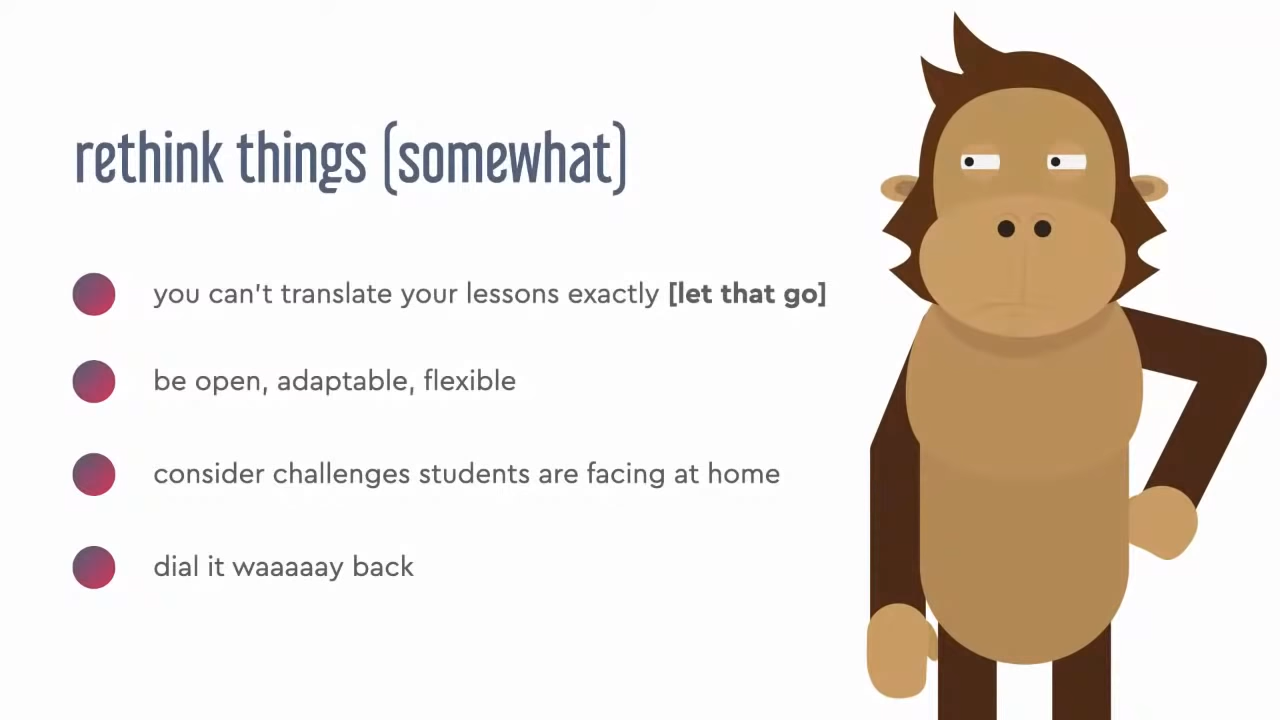 rethink things (somewhat)
you can't translate your lessons exactly [let that go]
be open, adaptable, flexible
consider challenges students are facing at home
dial it waaaaay back